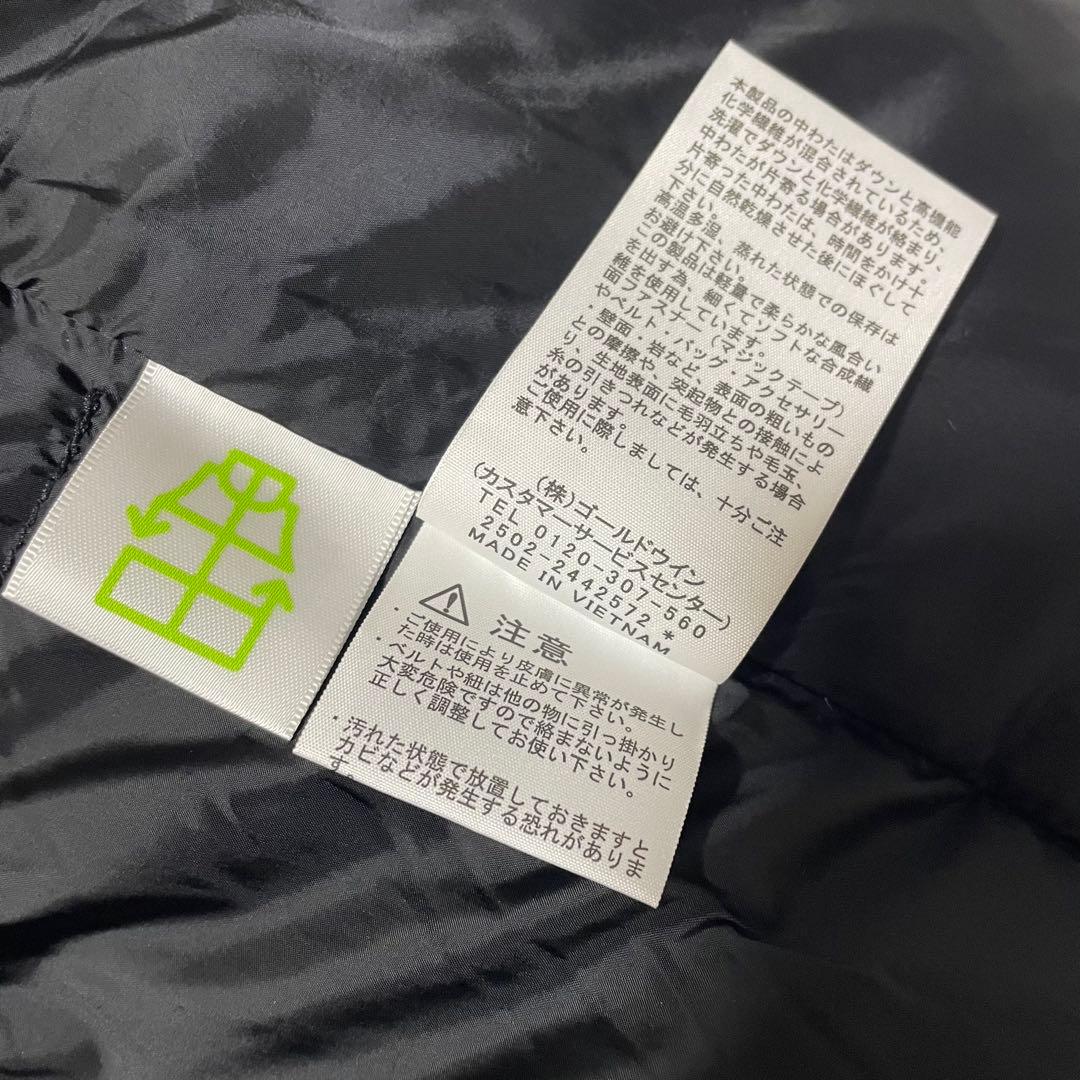 本製品の中わたはダウンと高機能
化学繊維が混合されているため、
洗濯でダウンと化学繊維が絡まり、
中わたが片寄る場合があります。
片寄った中わたは、時間をかけ十
分に自然乾燥させた後にほぐして
下さい。
高温多湿、蒸れた状態での保存は
お避け下さい。
この製品は軽量で柔らかな風合い
を出す為、細くてソフトな合成繊
維を使用しています。
面ファスナー(マジックテープ)
やベルト・バッグ・アクセサリー
・壁面・岩など、表面の粗いもの
との摩擦や、突起物との接触によ
り、生地表面に毛羽立ちや毛玉、
糸の引きつれなどが発生する場合
があります。
ご使用に際しましては、十分ご注
意下さい。
(株)ゴールドウイン
(カスタマーサービスセンター)
TEL 0120-307-560
2502-2442572 *
MADE IN VIETNAM
注意
・ご使用により皮膚に異常が発生し
た時は使用を止めて下さい。
・ベルトや紐は他の物に引っ掛かり
大変危険ですので絡まないように
正しく調整してお使い下さい。
・汚れた状態で放置しておきますと
カビなどが発生する恐れがありま
す。